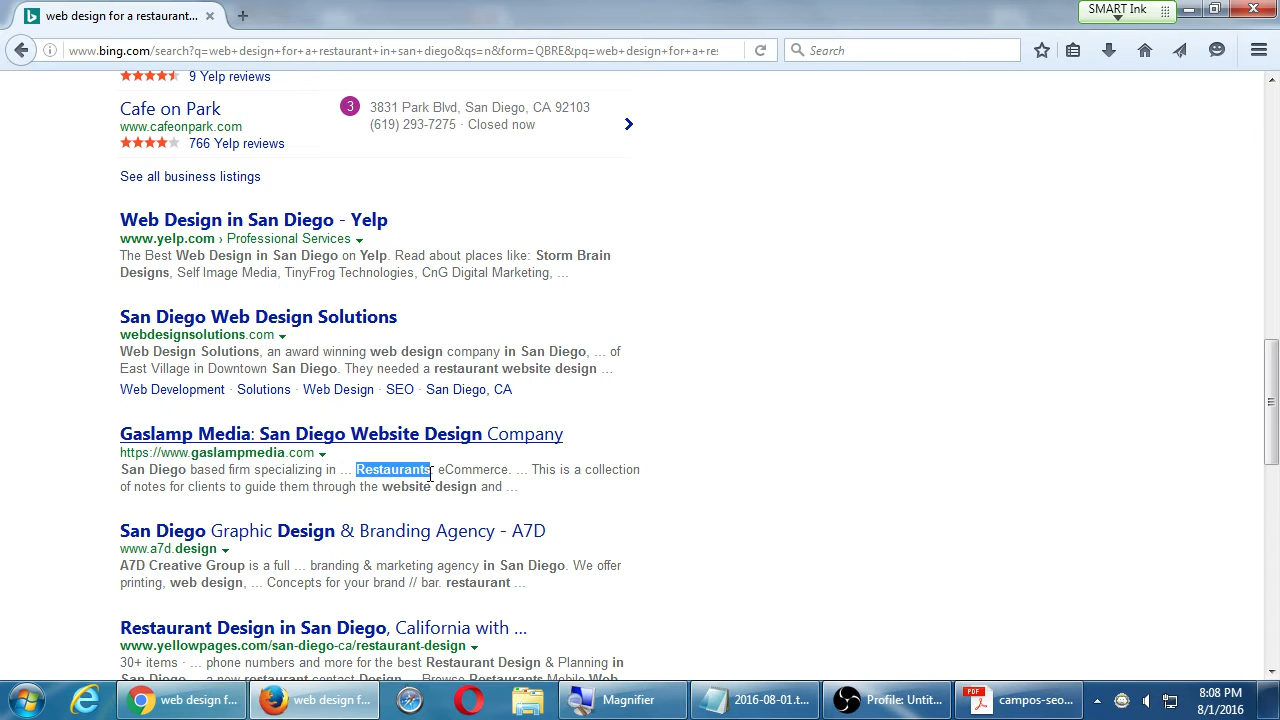 web design for a restaurant...
SMART Ink
www.bing.com/search?q=web+design+for+a+restaurant+in+san+diego&qs=n&form=QBRE&pq=web+design+for+a+re
Search
9 Yelp reviews
Cafe on Park
3
3831 Park Blvd, San Diego, CA 92103
www.cafeonpark.com
(619) 293-7275 · Closed now
766 Yelp reviews
See all business listings
Web Design in San Diego - Yelp
www.yelp.com › Professional Services
The Best Web Design in San Diego on Yelp. Read about places like: Storm Brain
Designs, Self Image Media, TinyFrog Technologies, CnG Digital Marketing, ...
San Diego Web Design Solutions
webdesignsolutions.com
Web Design Solutions, an award winning web design company in San Diego, ... of
East Village in Downtown San Diego. They needed a restaurant website design ...
Web Development · Solutions · Web Design · SEO · San Diego, CA
Gaslamp Media: San Diego Website Design Company
https://www.gaslampmedia.com
San Diego based firm specializing in ... Restaurants eCommerce. ... This is a collection
of notes for clients to guide them through the website design and ...
San Diego Graphic Design & Branding Agency - A7D
www.a7d.design
A7D Creative Group is a full ... branding & marketing agency in San Diego. We offer
printing, web design, ... Concepts for your brand // bar. restaurant ...
Restaurant Design in San Diego, California with ...
www.yellowpages.com/san-diego-ca/restaurant-design
30+ items · ... phone numbers and more for the best Restaurant Design & Planning in
San Diego ... a new restaurant contact Design ... Browse Restaurants Mobile Web
web design f...
web design f...
Magnifier
2016-08-01.t...
Profile: Untit...
PDF
campos-seo...
8:08 PM
8/1/2016